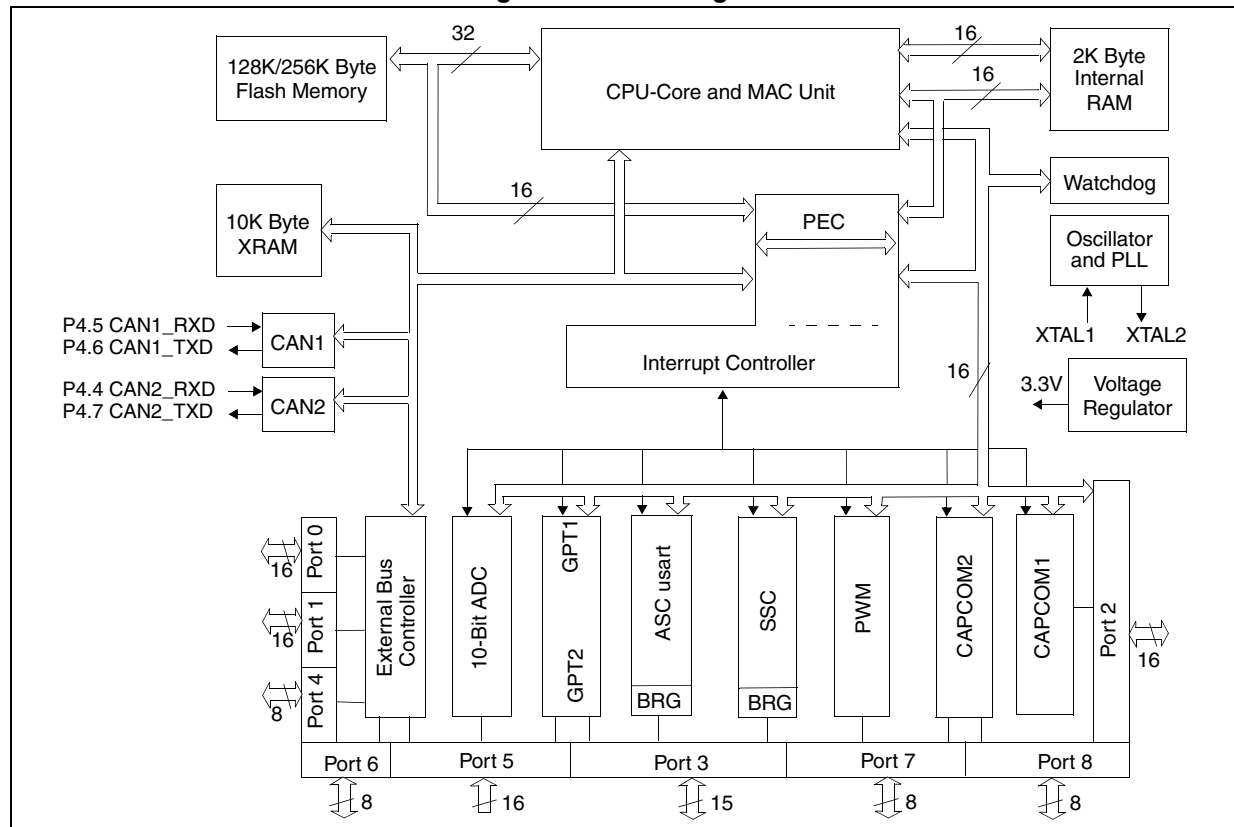 32
16
128K/256K Byte
Flash Memory
CPU-Core and MAC Unit
2K Byte
Internal
RAM
16
16
10K Byte
XRAM
PEC
Watchdog
Oscillator
and PLL
XTAL1
XTAL2
P4.5 CAN1_RXD
P4.6 CAN1_TXD
CAN1
Interrupt Controller
16
3.3V
Voltage
Regulator
P4.4 CAN2_RXD
P4.7 CAN2_TXD
CAN2
Port 0
16
Port 1
16
Port 4
8
External Bus
Controller
10-Bit ADC
GPT1
GPT2
ASC usart
BRG
SSC
BRG
PWM
CAPCOM2
CAPCOM1
Port 2
16
Port 6
Port 5
Port 3
Port 7
Port 8
8
16
15
8
8